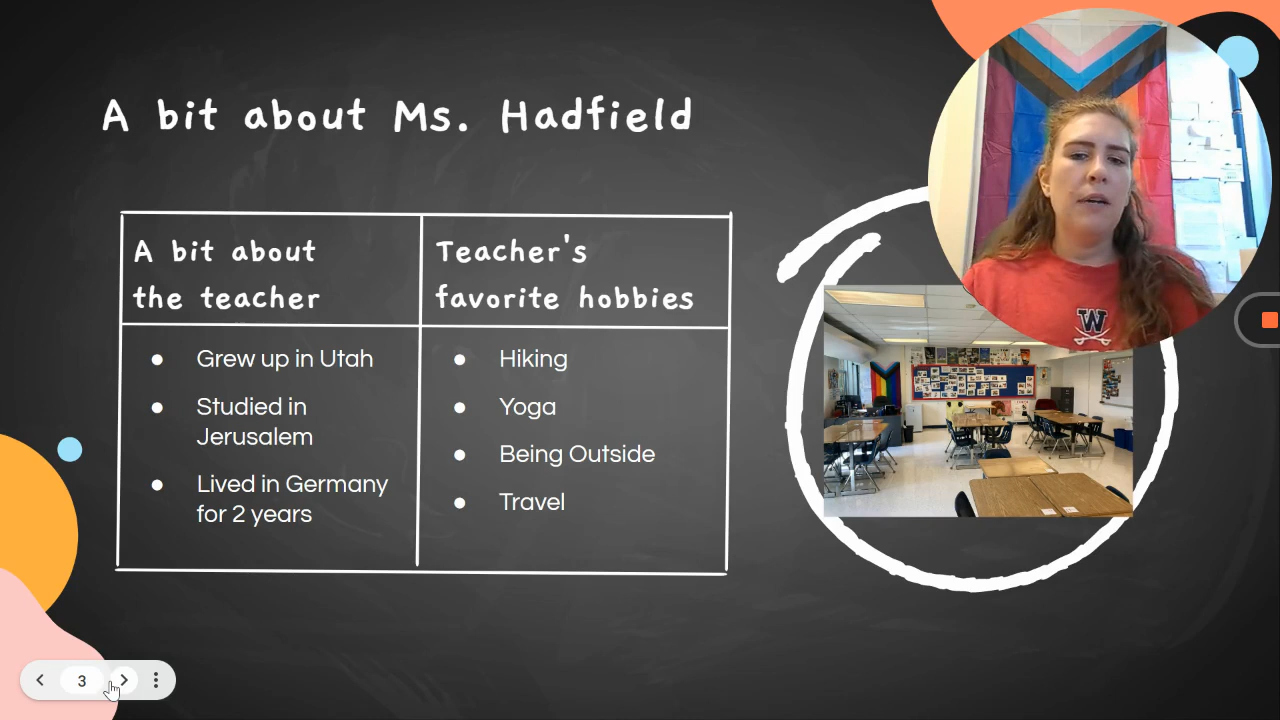 A bit about Ms. Hadfield
A bit about
the teacher
Teacher's
favorite hobbies
● Grew up in Utah
● Studied in
Jerusalem
● Lived in Germany
for 2 years
● Hiking
● Yoga
● Being Outside
● Travel
W
3